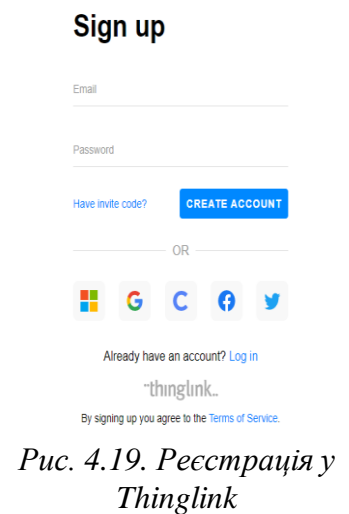 Sign up
Email
Password
Have invite code? CREATE ACCOUNT
OR
Already have an account? Log in
thinglink..
By signing up you agree to the Terms of Service.
Рис. 4.19. Реєстрація у
Thinglink